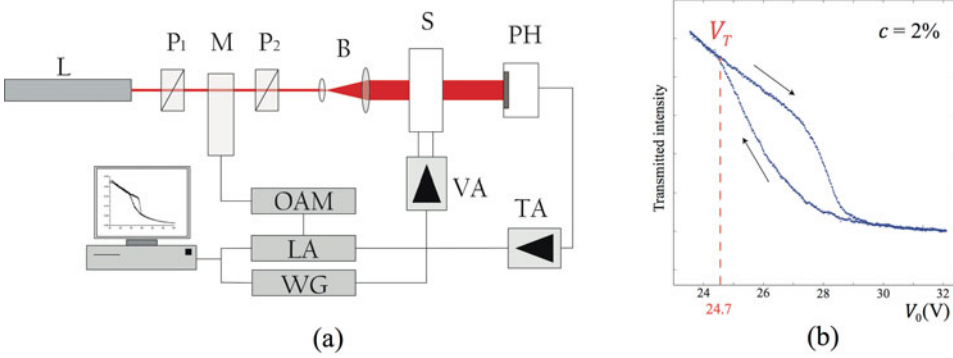 L
P₁
M
P₂
B
S
PH
OAM
VA
TA
LA
WG
(a)
Transmitted intensity
V_T
c = 2%
24
26
28
30
32
24.7
V₀(V)
(b)